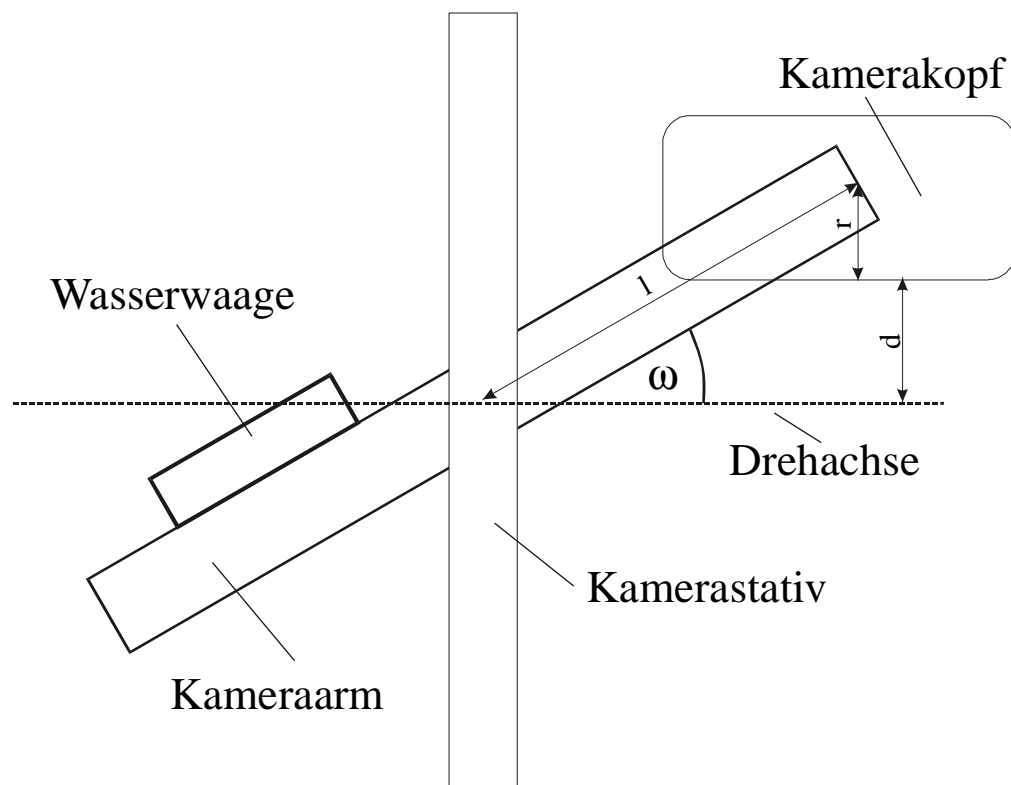 Kamerakopf
r
l
Wasserwaage
d
ω
Drehachse
Kamerastativ
Kameraarm